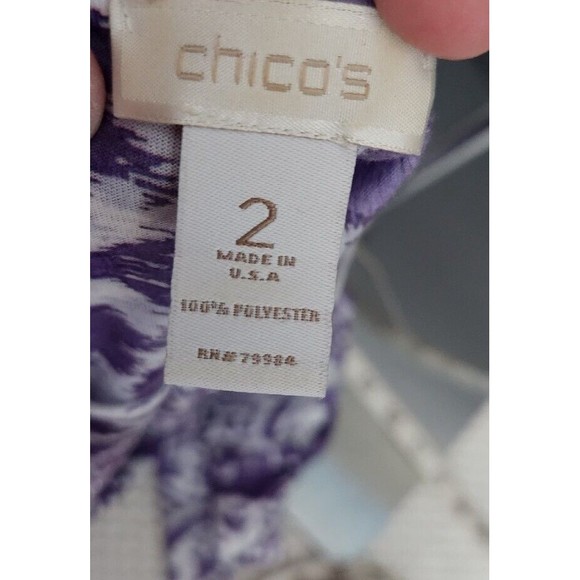 chico's
2
MADE IN
U.S.A
100% POLYESTER
RN# 79984